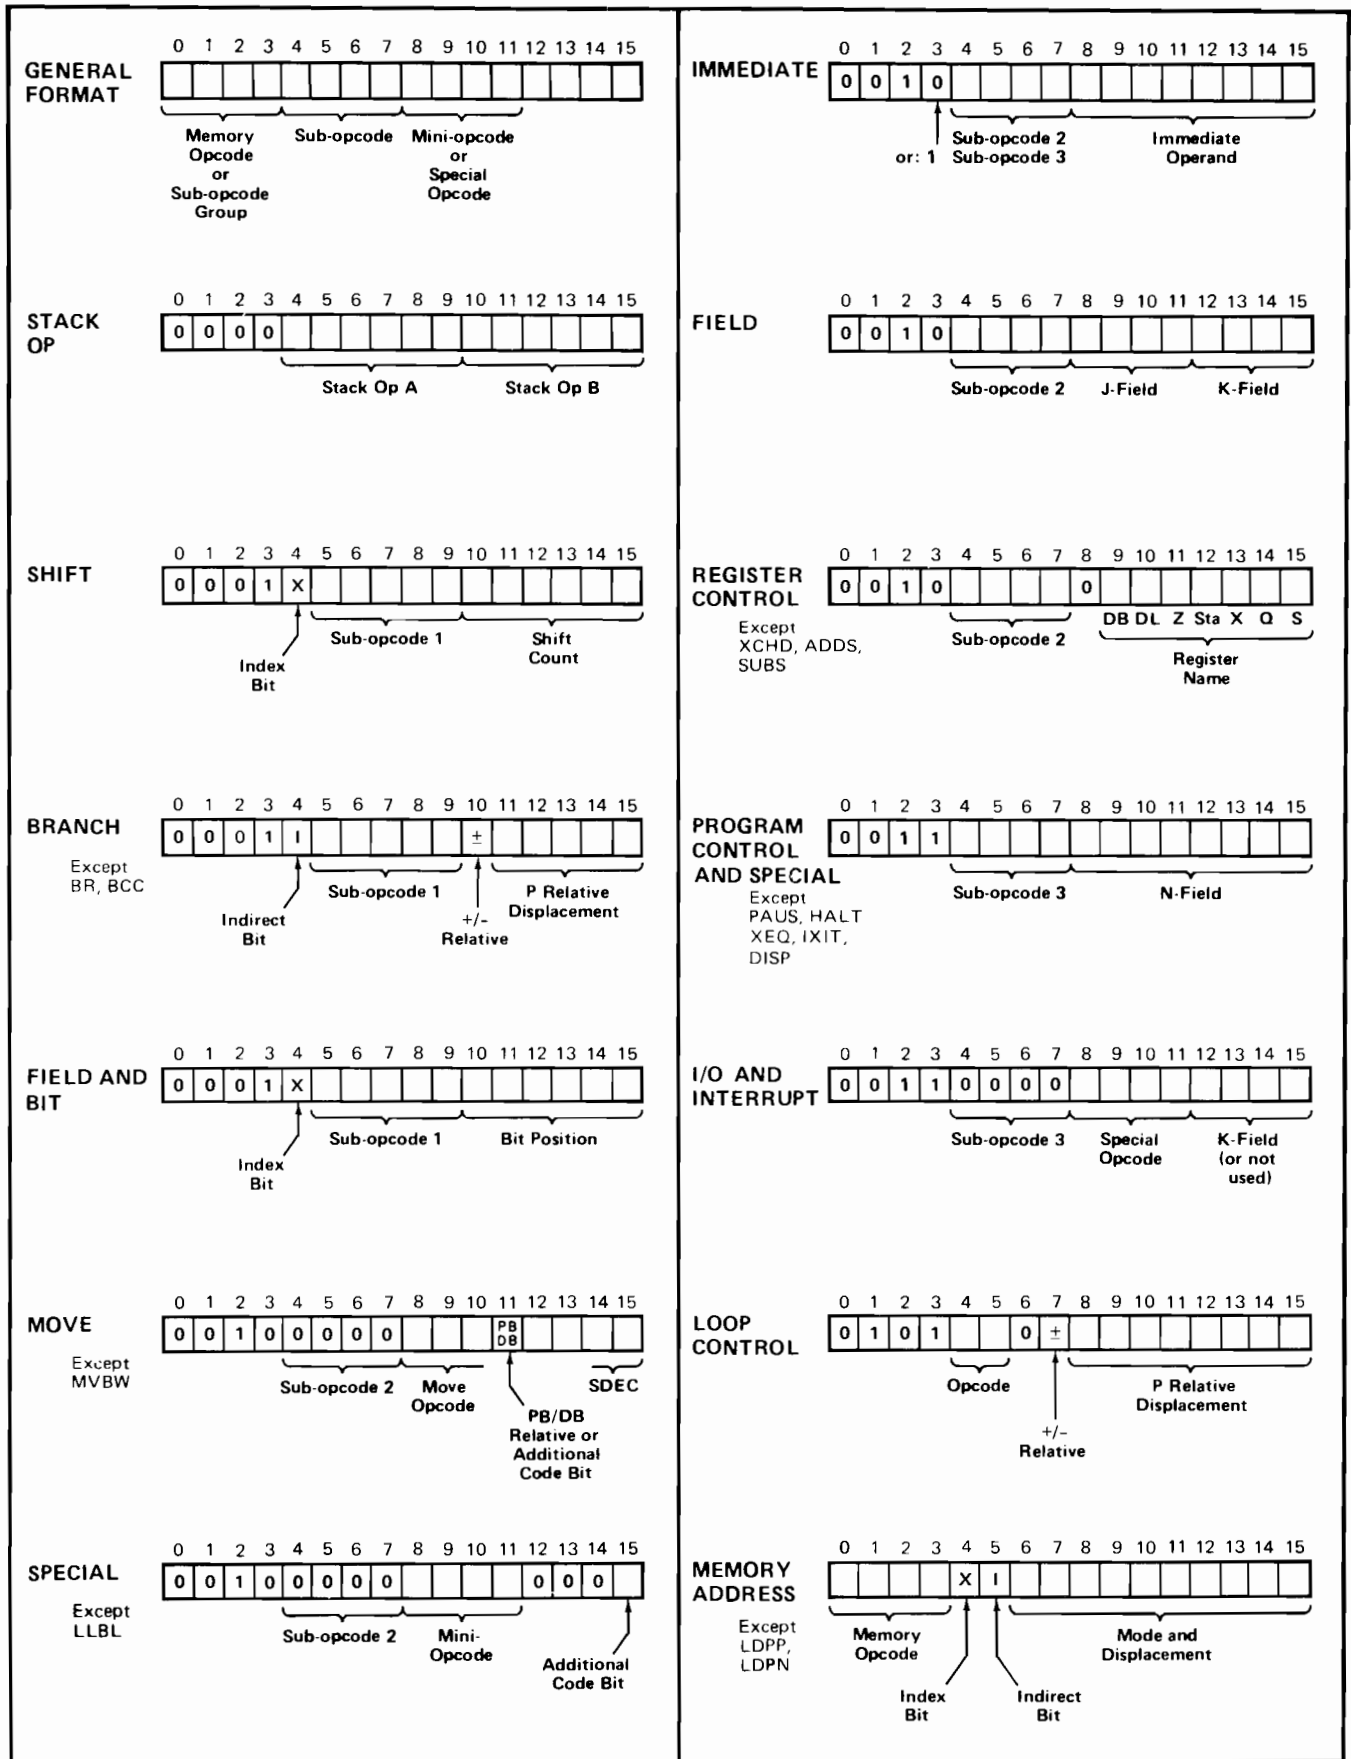 0 1 2 3 4 5 6 7 8 9 10 11 12 13 14 15
GENERAL
FORMAT
Memory
Opcode
or
Sub-opcode
Group
Sub-opcode
Mini-opcode
or
Special
Opcode
0 1 2 3 4 5 6 7 8 9 10 11 12 13 14 15
STACK
OP
0 0 0 0
Stack Op A
Stack Op B
0 1 2 3 4 5 6 7 8 9 10 11 12 13 14 15
SHIFT
0 0 0 1 X
Sub-opcode 1
Shift
Count
Index
Bit
0 1 2 3 4 5 6 7 8 9 10 11 12 13 14 15
BRANCH
0 0 0 1 I ±
Except
BR, BCC
Sub-opcode 1
P Relative
Displacement
Indirect
Bit
+/-
Relative
0 1 2 3 4 5 6 7 8 9 10 11 12 13 14 15
FIELD AND
BIT
0 0 0 1 X
Sub-opcode 1
Bit Position
Index
Bit
0 1 2 3 4 5 6 7 8 9 10 11 12 13 14 15
MOVE
0 0 1 0 0 0 0 0 PB DB
Except
MVBW
Sub-opcode 2
Move
Opcode
SDEC
PB/DB
Relative or
Additional
Code Bit
0 1 2 3 4 5 6 7 8 9 10 11 12 13 14 15
SPECIAL
0 0 1 0 0 0 0 0 0 0 0
Except
LLBL
Sub-opcode 2
Mini-
Opcode
Additional
Code Bit
0 1 2 3 4 5 6 7 8 9 10 11 12 13 14 15
IMMEDIATE
0 0 1 0
or: 1
Sub-opcode 2
Sub-opcode 3
Immediate
Operand
0 1 2 3 4 5 6 7 8 9 10 11 12 13 14 15
FIELD
0 0 1 0
Sub-opcode 2
J-Field
K-Field
0 1 2 3 4 5 6 7 8 9 10 11 12 13 14 15
REGISTER
CONTROL
0 0 1 0 0
Except
XCHD, ADDS,
SUBS
Sub-opcode 2
DB DL Z Sta X Q S
Register
Name
0 1 2 3 4 5 6 7 8 9 10 11 12 13 14 15
PROGRAM
CONTROL
AND SPECIAL
0 0 1 1
Except
PAUS, HALT
XEQ, IXIT,
DISP
Sub-opcode 3
N-Field
0 1 2 3 4 5 6 7 8 9 10 11 12 13 14 15
I/O AND
INTERRUPT
0 0 1 1 0 0 0 0
Sub-opcode 3
Special
Opcode
K-Field
(or not
used)
0 1 2 3 4 5 6 7 8 9 10 11 12 13 14 15
LOOP
CONTROL
0 1 0 1 0 ±
Opcode
P Relative
Displacement
+/-
Relative
0 1 2 3 4 5 6 7 8 9 10 11 12 13 14 15
MEMORY
ADDRESS
X I
Except
LDPP,
LDPN
Memory
Opcode
Mode and
Displacement
Index
Bit
Indirect
Bit